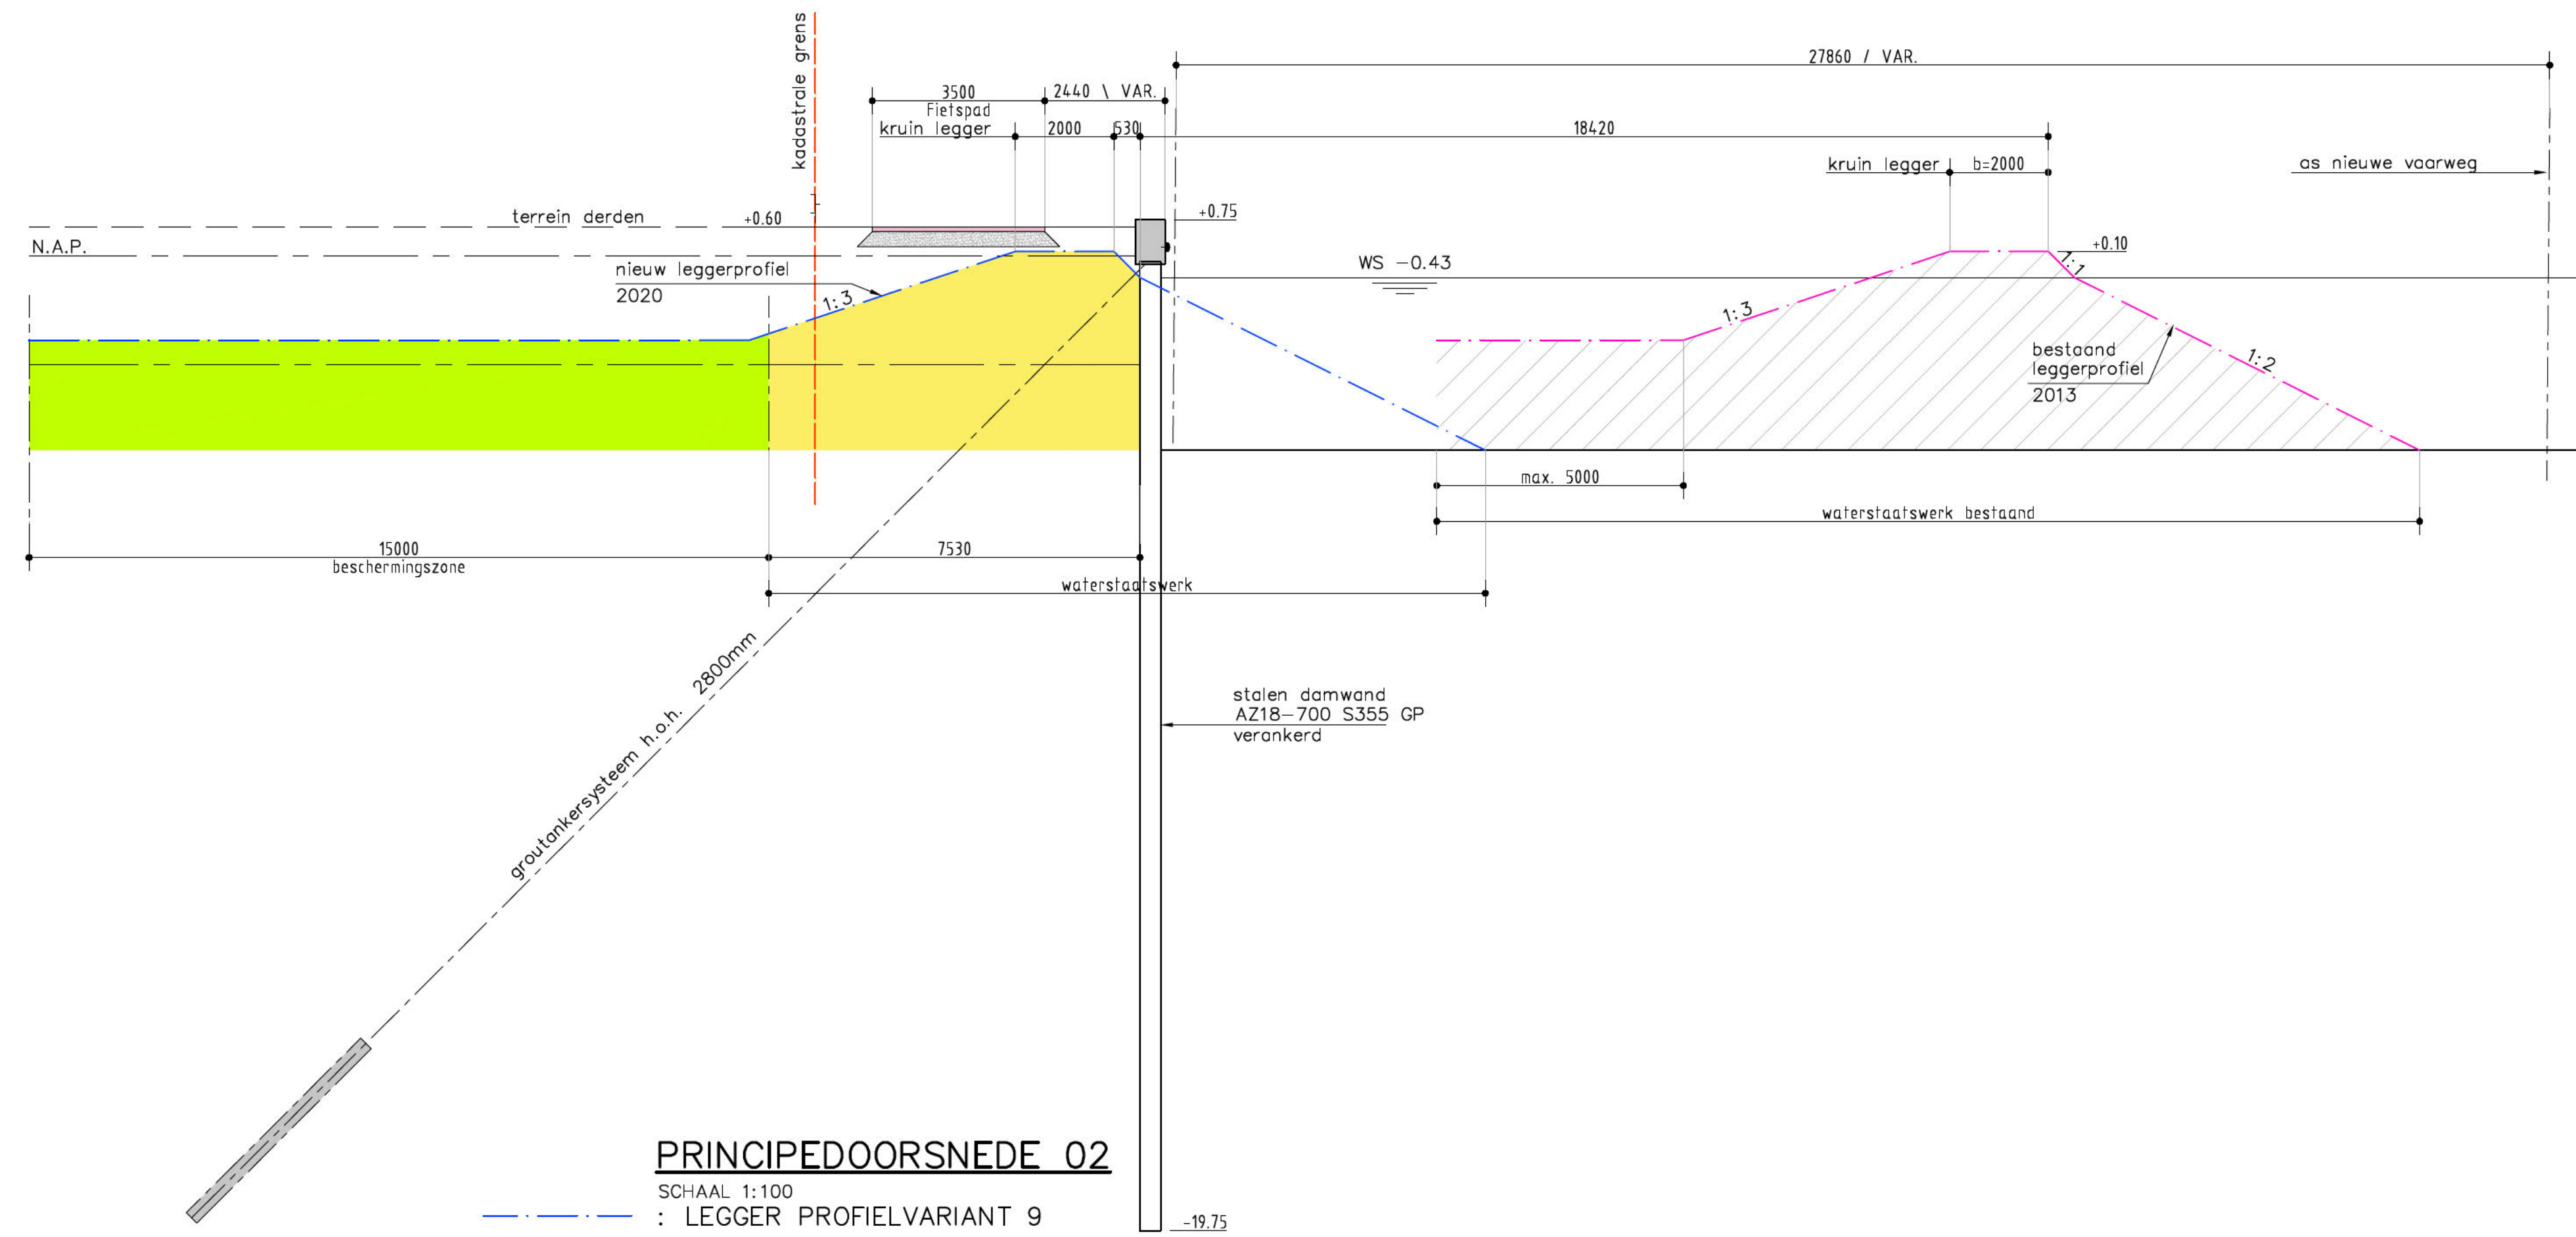 kadastrale grens
27860 / VAR.
3500
2440 \ VAR.
Fietspad
kruin legger
2000
530
18420
kruin legger
b=2000
as nieuwe vaarweg
terrein derden
+0.60
+0.75
N.A.P.
+0.10
nieuw leggerprofiel
2020
1:3
WS -0.43
1:3
1:1
bestaand
leggerprofiel
2013
1:2
max. 5000
waterstaatswerk bestaand
15000
beschermingszone
7530
waterstaatswerk
groutankersysteem h.o.h. 2800mm
stalen damwand
AZ18-700 S355 GP
verankerd
PRINCIPEDOORSNEDE 02
SCHAAL 1:100
: LEGGER PROFIELVARIANT 9
-19.75